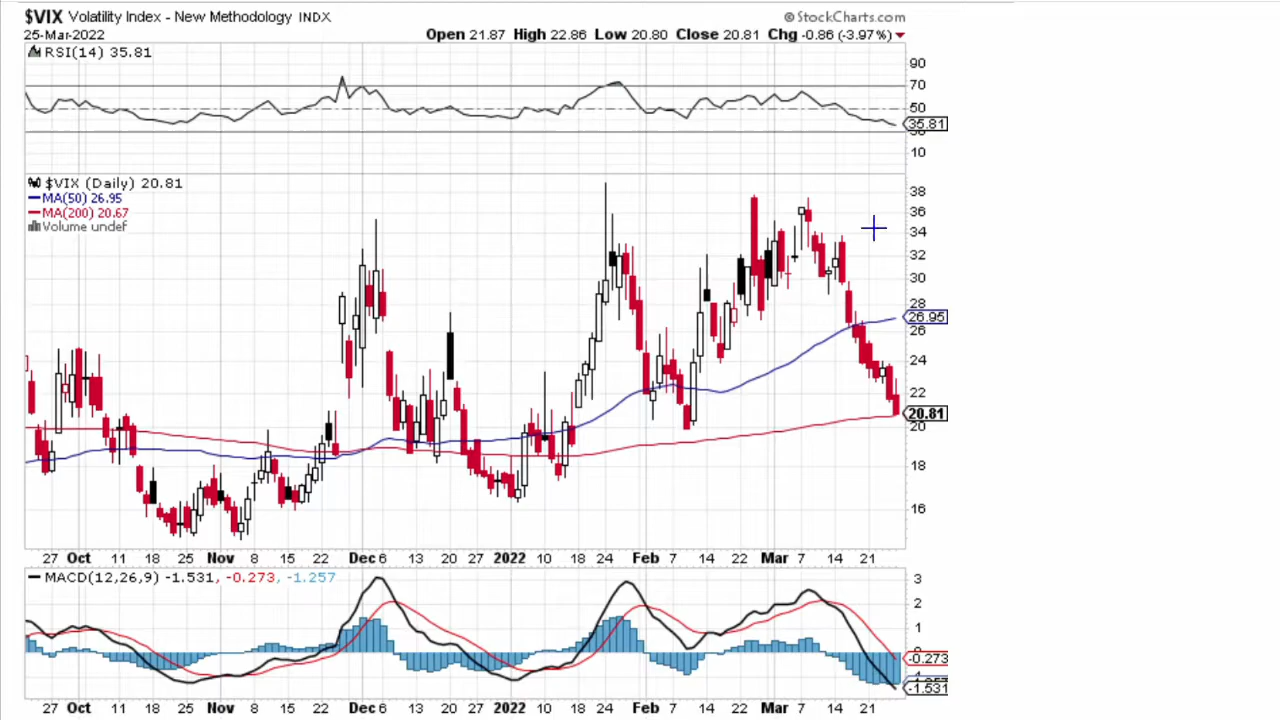 $VIX Volatility Index - New Methodology INDX © StockCharts.com
25-Mar-2022 Open 21.87 High 22.86 Low 20.80 Close 20.81 Chg -0.86 (-3.97%)
RSI(14) 35.81
90
70
50
35.81
10
$VIX (Daily) 20.81
MA(50) 26.95
MA(200) 20.67
Volume undef
38
36
34
32
30
28
26.95
26
24
22
20.81
20
18
16
27 Oct 11 18 25 Nov 8 15 22 Dec 6 13 20 27 2022 10 18 24 Feb 7 14 22 Mar 7 14 21
MACD(12,26,9) -1.531, -0.273, -1.257
3
2
1
-0.273
-1.531
27 Oct 11 18 25 Nov 8 15 22 Dec 6 13 20 27 2022 10 18 24 Feb 7 14 22 Mar 7 14 21